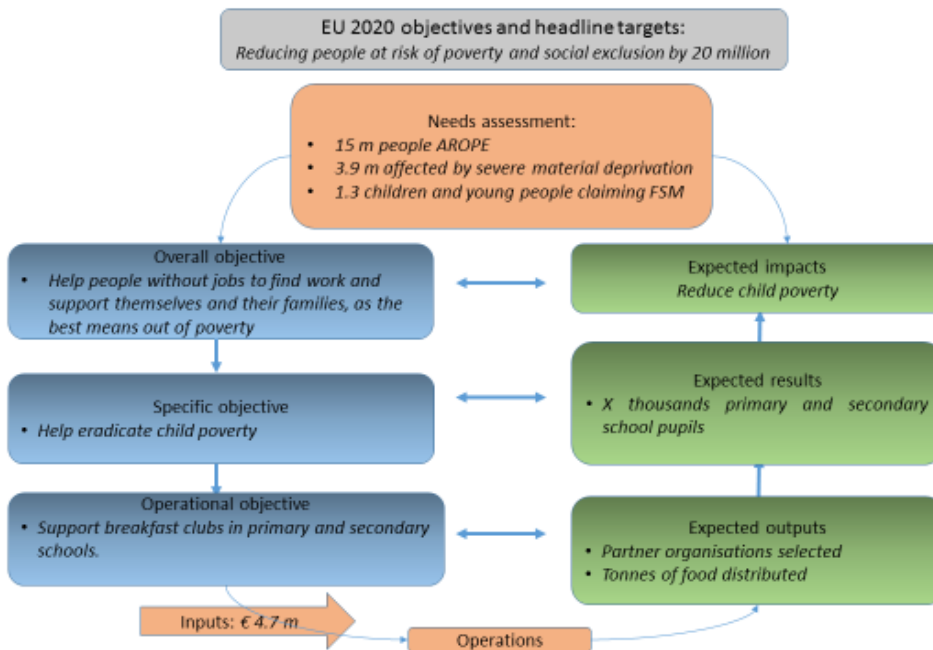 EU 2020 objectives and headline targets:
Reducing people at risk of poverty and social exclusion by 20 million
Needs assessment:
• 15 m people AROPE
• 3.9 m affected by severe material deprivation
• 1.3 children and young people claiming FSM
Overall objective
• Help people without jobs to find work and
support themselves and their families, as the
best means out of poverty
Expected impacts
Reduce child poverty
Specific objective
• Help eradicate child poverty
Expected results
• X thousands primary and secondary
school pupils
Operational objective
• Support breakfast clubs in primary and secondary
schools.
Expected outputs
• Partner organisations selected
• Tonnes of food distributed
Inputs: € 4.7 m
Operations